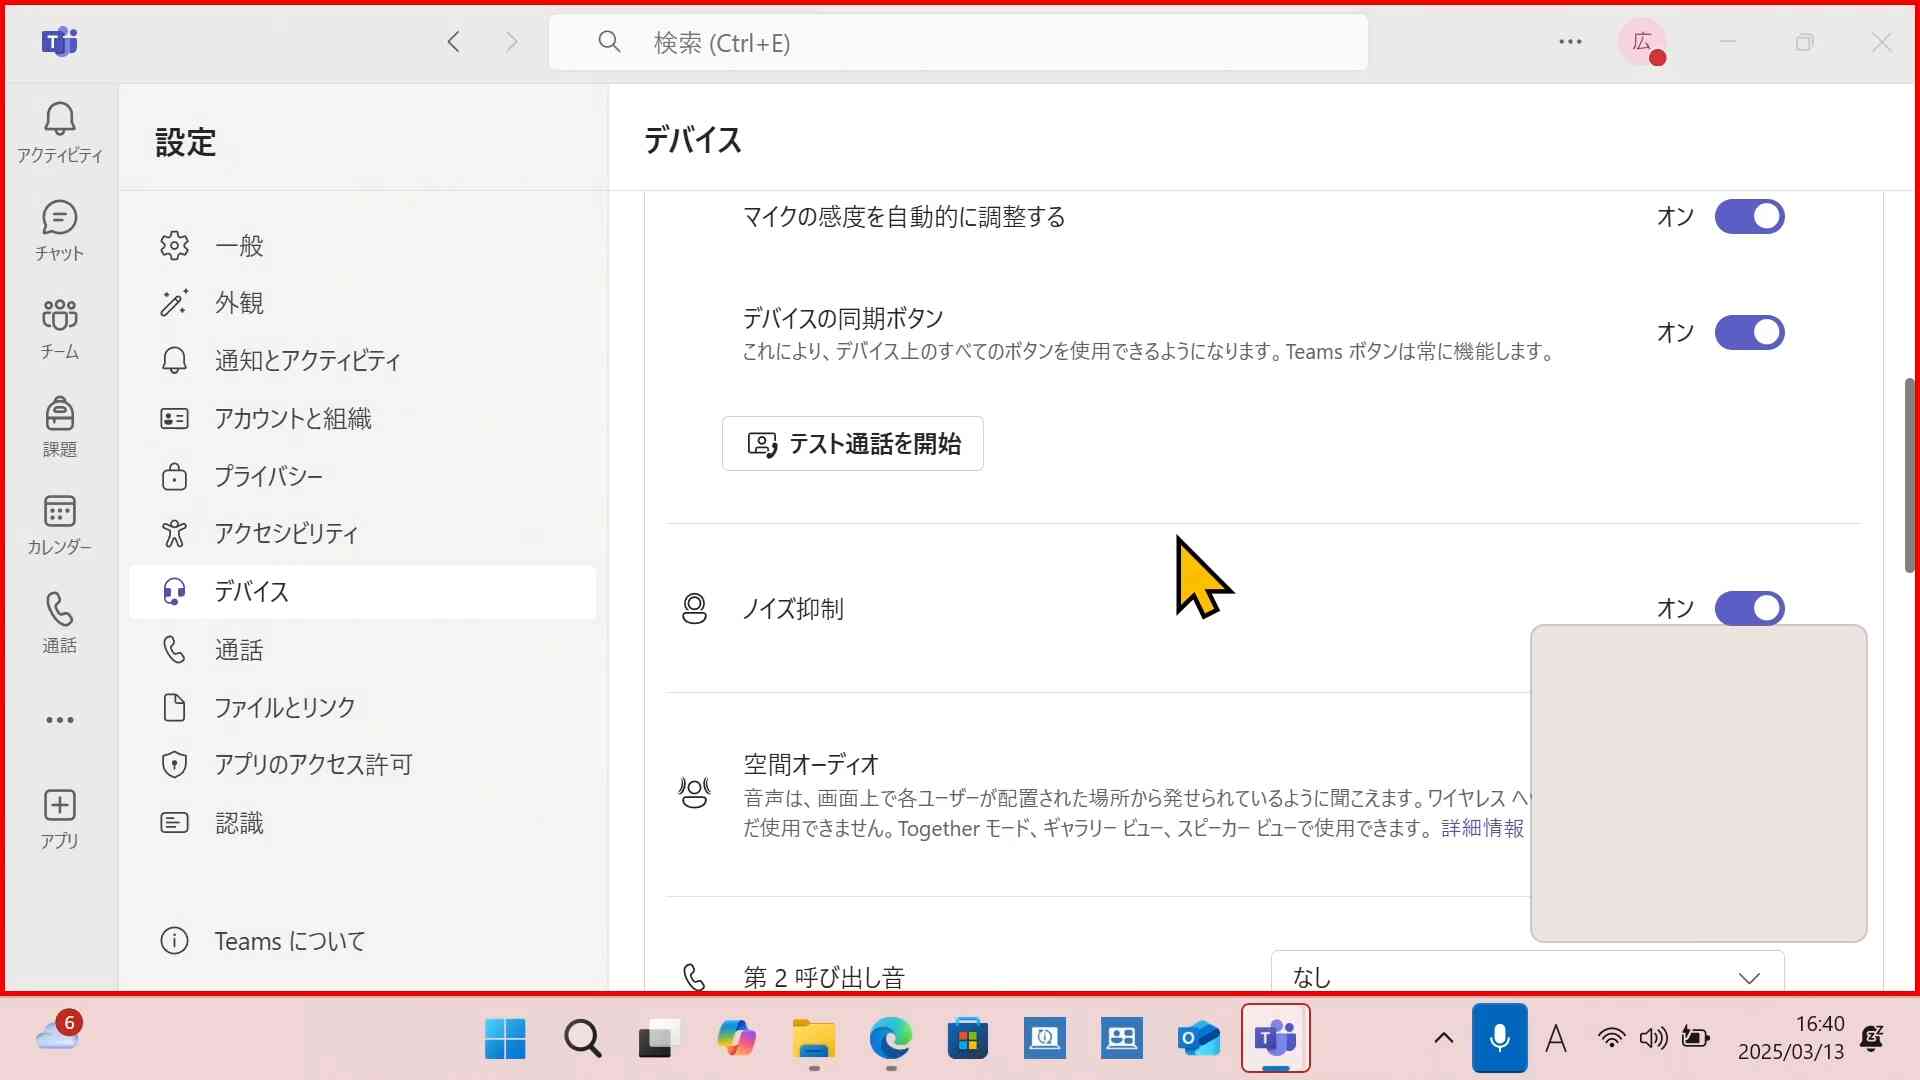 検索 (Ctrl+E)
広
アクティビティ
チャット
チーム
課題
カレンダー
通話
アプリ
設定
一般
外観
通知とアクティビティ
アカウントと組織
プライバシー
アクセシビリティ
デバイス
通話
ファイルとリンク
アプリのアクセス許可
認識
Teams について
デバイス
マイクの感度を自動的に調整する
オン
デバイスの同期ボタン
これにより、デバイス上のすべてのボタンを使用できるようになります。Teams ボタンは常に機能します。
オン
テスト通話を開始
ノイズ抑制
オン
空間オーディオ
音声は、画面上で各ユーザーが配置された場所から発せられているように聞こえます。ワイヤレス ヘ
だ使用できません。Together モード、ギャラリー ビュー、スピーカー ビューで使用できます。 詳細情報
第 2 呼び出し音
なし
6
A
16:40
2025/03/13